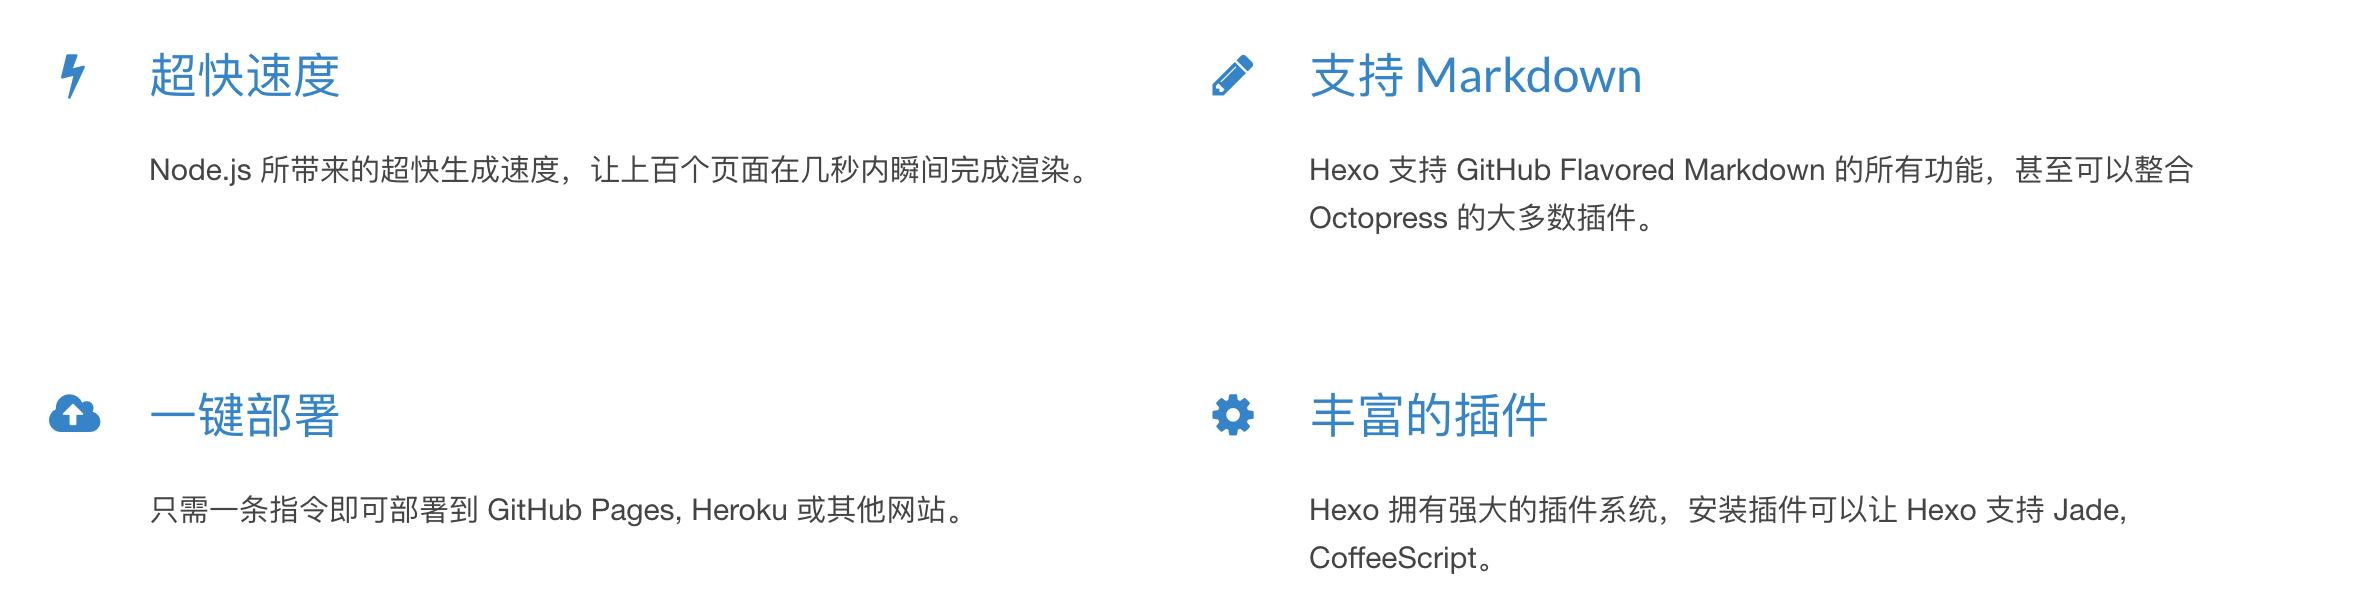 超快速度
Node.js 所带来的超快生成速度，让上百个页面在几秒内瞬间完成渲染。
支持 Markdown
Hexo 支持 GitHub Flavored Markdown 的所有功能，甚至可以整合
Octopress 的大多数插件。
一键部署
只需一条指令即可部署到 GitHub Pages, Heroku 或其他网站。
丰富的插件
Hexo 拥有强大的插件系统，安装插件可以让 Hexo 支持 Jade,
CoffeeScript。